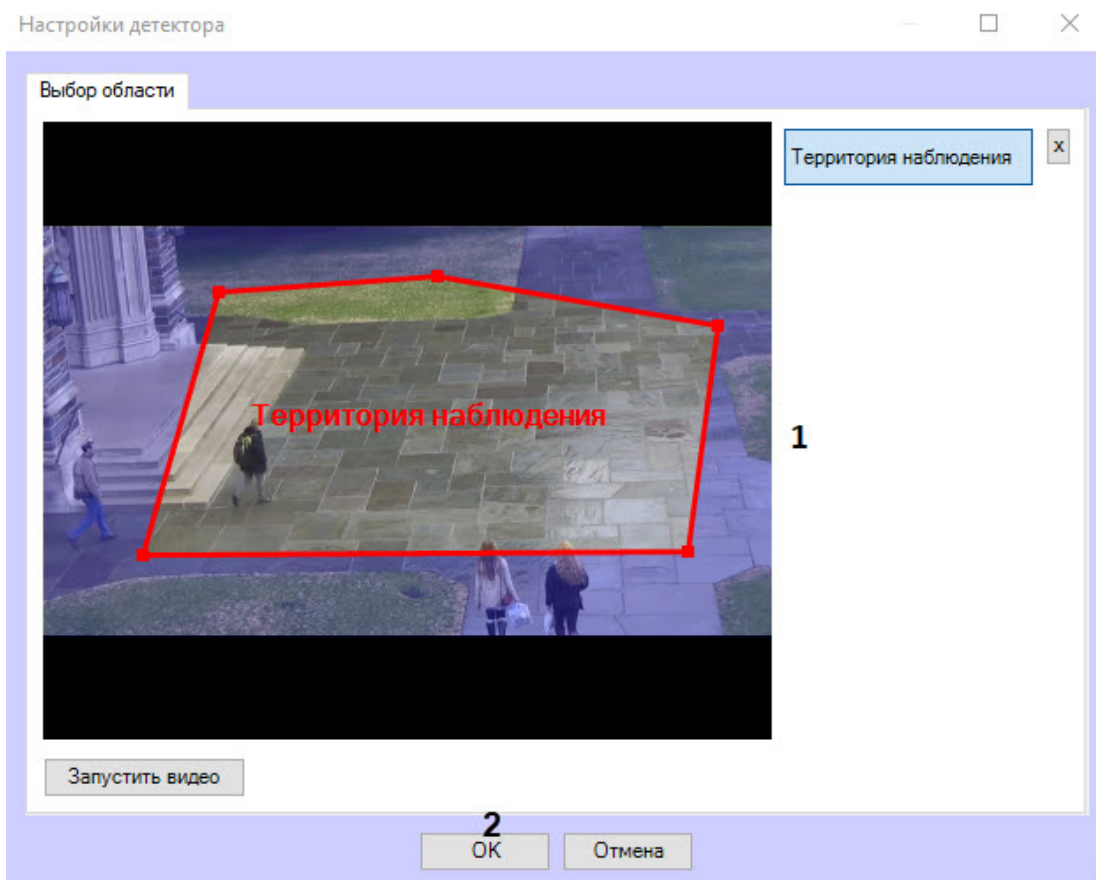 Настройки детектора
Выбор области
Территория наблюдения
x
Территория наблюдения
1
Запустить видео
2
OK
Отмена